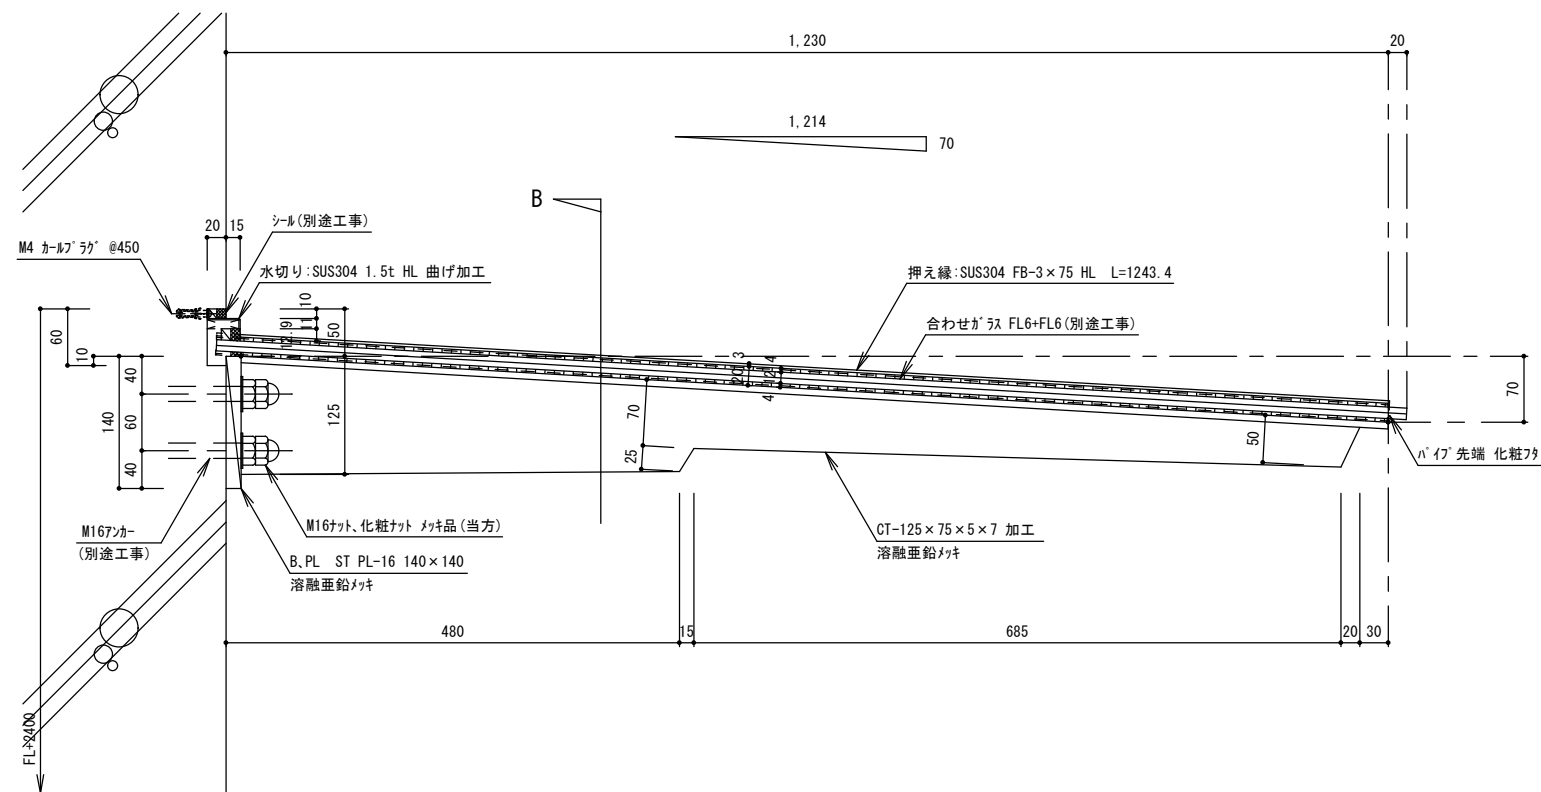 1,230
20
1,214
70
B
20
15
シール(別途工事)
M4 カールプラグ @450
水切り:SUS304 1.5t HL 曲げ加工
押え縁:SUS304 FB-3×75 HL L=1243.4
合わせガラス FL6+FL6(別途工事)
60
10
10
11
12.9
50
3
20
4
12
4
40
60
40
140
125
70
25
50
70
パイプ先端 化粧フタ
M16アンカー
(別途工事)
M16ナット、化粧ナット メッキ品(当方)
B,PL ST PL-16 140×140
溶融亜鉛メッキ
CT-125×75×5×7 加工
溶融亜鉛メッキ
480
15
685
20
30
FL+2400